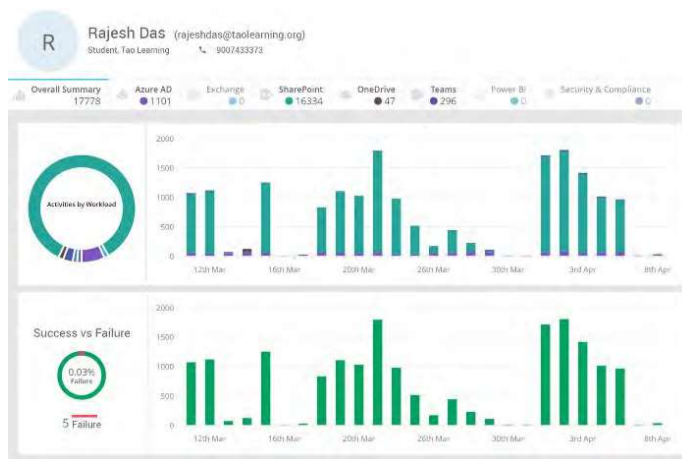 R
Rajesh Das (rajeshdas@taolearning.org)
Student, Tao Learning 9007433373
Overall Summary Azure AD Exchange SharePoint OneDrive Teams Power BI Security & Compliance
17778 1101 0 16334 47 296 0 0
2000
1500
1000
500
0
Activities by Workload
12th Mar 16th Mar 20th Mar 26th Mar 30th Mar 3rd Apr 8th Apr
2000
1500
1000
500
0
Success vs Failure
0.03%
Failure
5 Failure
12th Mar 16th Mar 20th Mar 26th Mar 30th Mar 3rd Apr 8th Apr